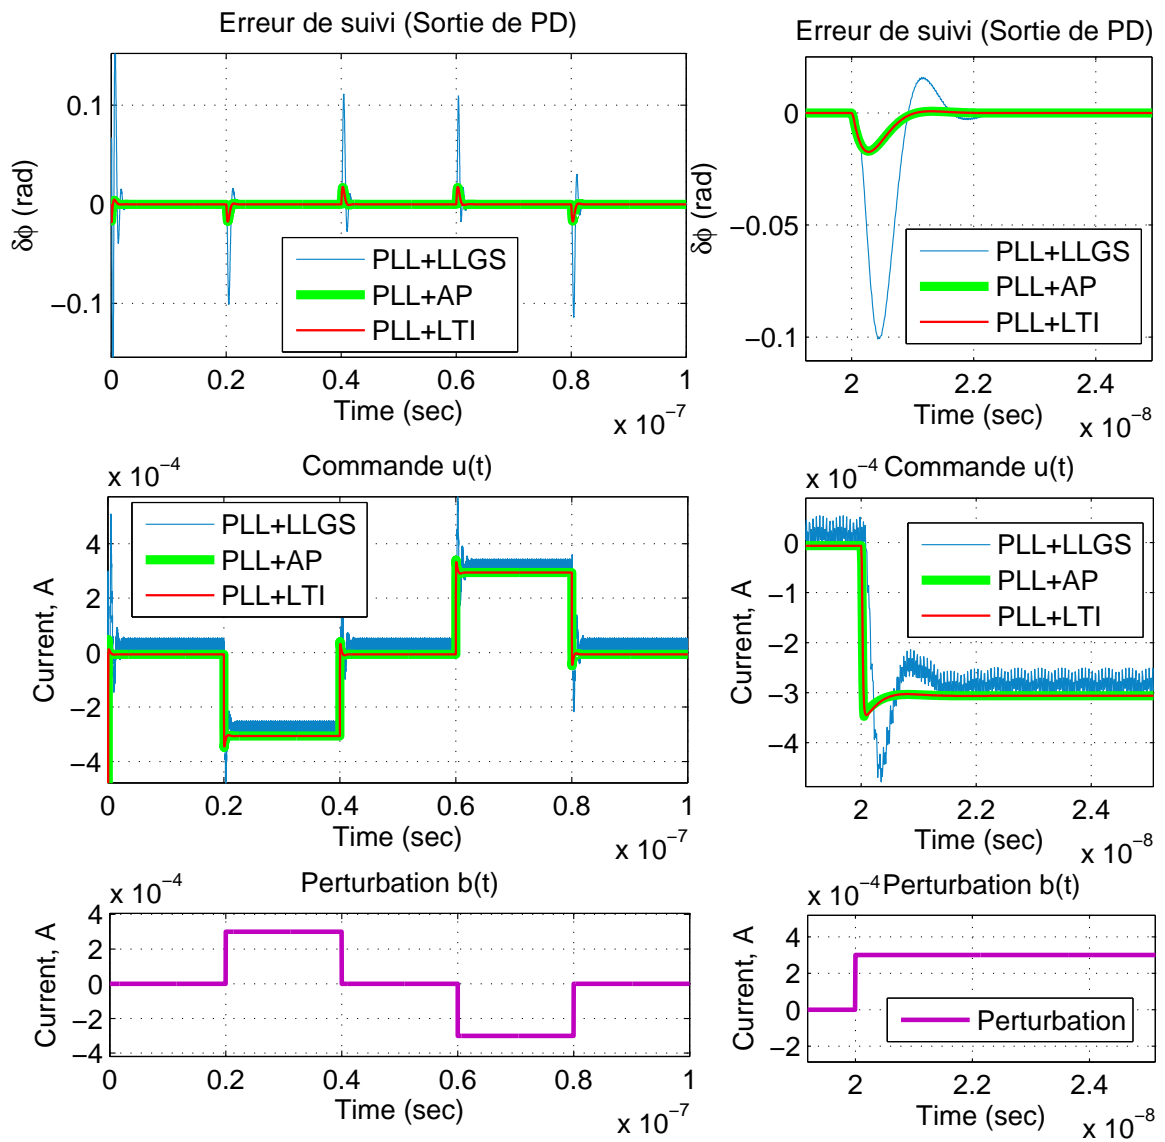 Erreur de suivi (Sortie de PD)
δϕ (rad)
0.1
0
−0.1
PLL+LLGS
PLL+AP
PLL+LTI
0 0.2 0.4 0.6 0.8 1
Time (sec)
x 10−7
Erreur de suivi (Sortie de PD)
δϕ (rad)
0
−0.05
−0.1
PLL+LLGS
PLL+AP
PLL+LTI
2 2.2 2.4
Time (sec)
x 10−8
x 10−4
Commande u(t)
Current, A
4
2
0
−2
−4
PLL+LLGS
PLL+AP
PLL+LTI
0 0.2 0.4 0.6 0.8 1
Time (sec)
x 10−7
x 10−4
Commande u(t)
Current, A
0
−1
−2
−3
−4
PLL+LLGS
PLL+AP
PLL+LTI
2 2.2 2.4
Time (sec)
x 10−8
x 10−4
Perturbation b(t)
Current, A
4
2
0
−2
−4
0 0.2 0.4 0.6 0.8 1
Time (sec)
x 10−7
x 10−4
Perturbation b(t)
Current, A
4
2
0
−2
Perturbation
2 2.2 2.4
Time (sec)
x 10−8